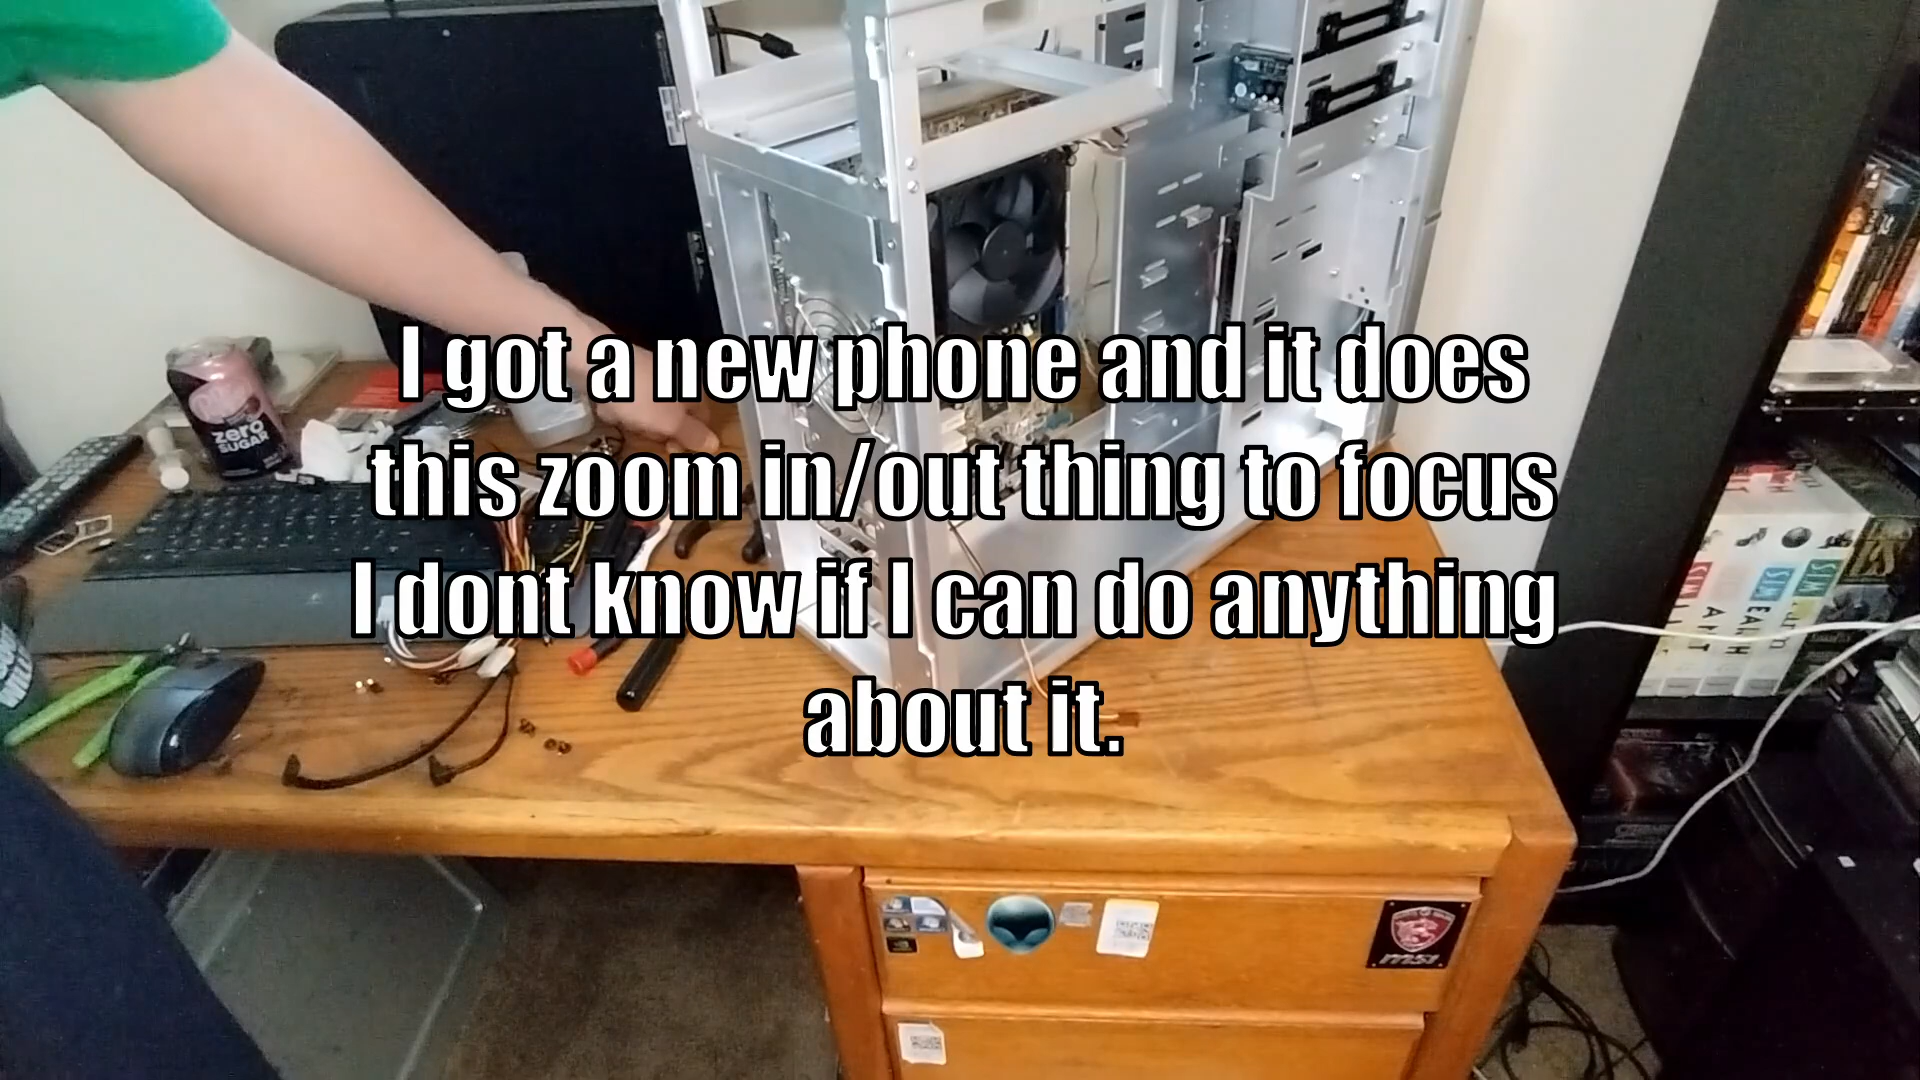 I got a new phone and it does
this zoom in/out thing to focus
I dont know if I can do anything
about it.
zero
SUGAR
msi